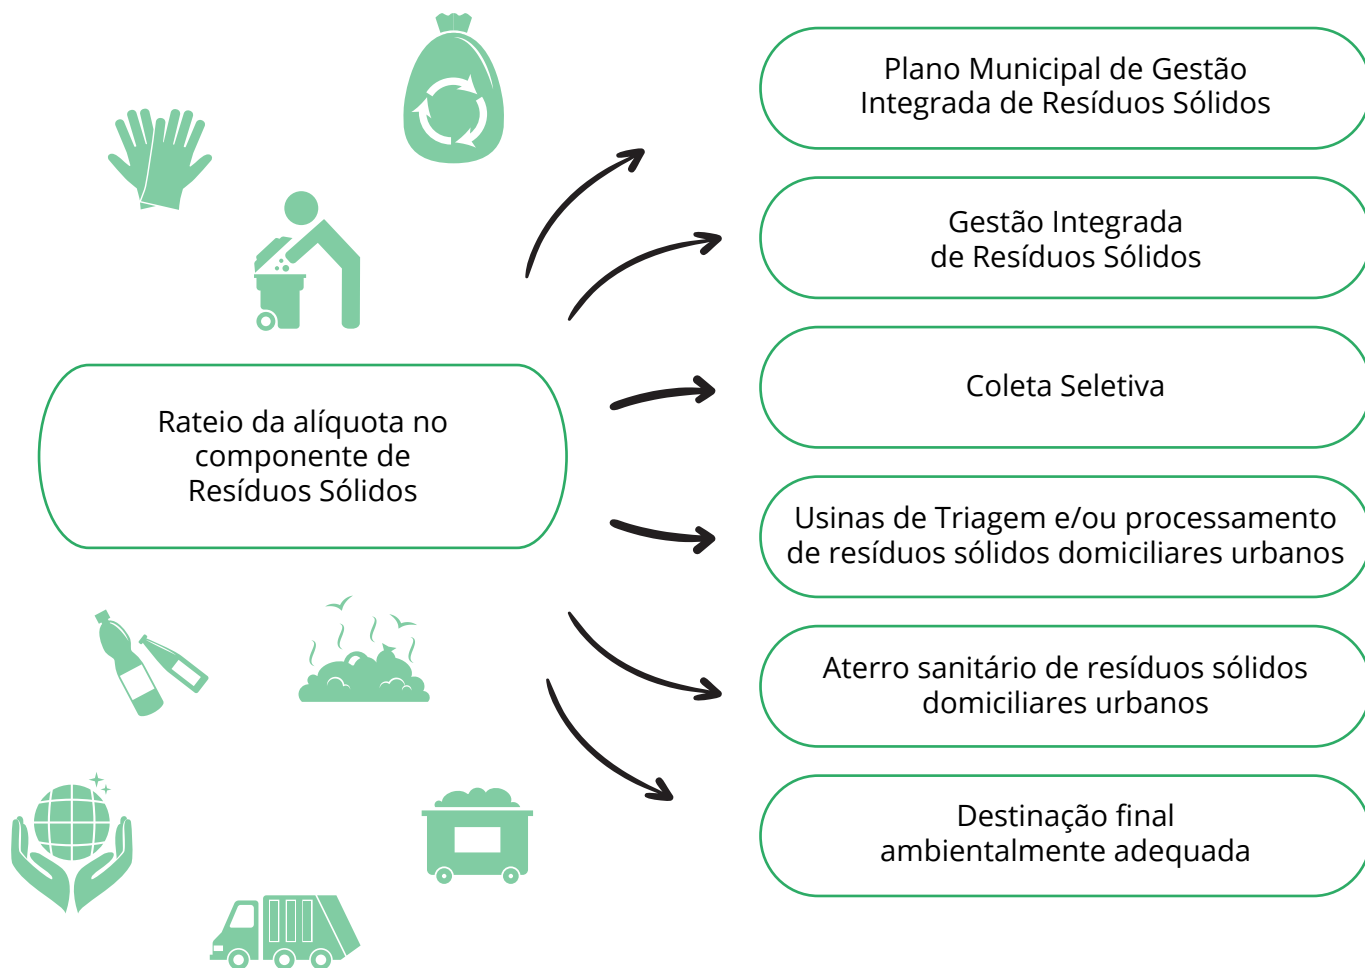 Plano Municipal de Gestão
Integrada de Resíduos Sólidos
Gestão Integrada
de Resíduos Sólidos
Coleta Seletiva
Rateio da alíquota no
componente de
Resíduos Sólidos
Usinas de Triagem e/ou processamento
de resíduos sólidos domiciliares urbanos
Aterro sanitário de resíduos sólidos
domiciliares urbanos
Destinação final
ambientalmente adequada